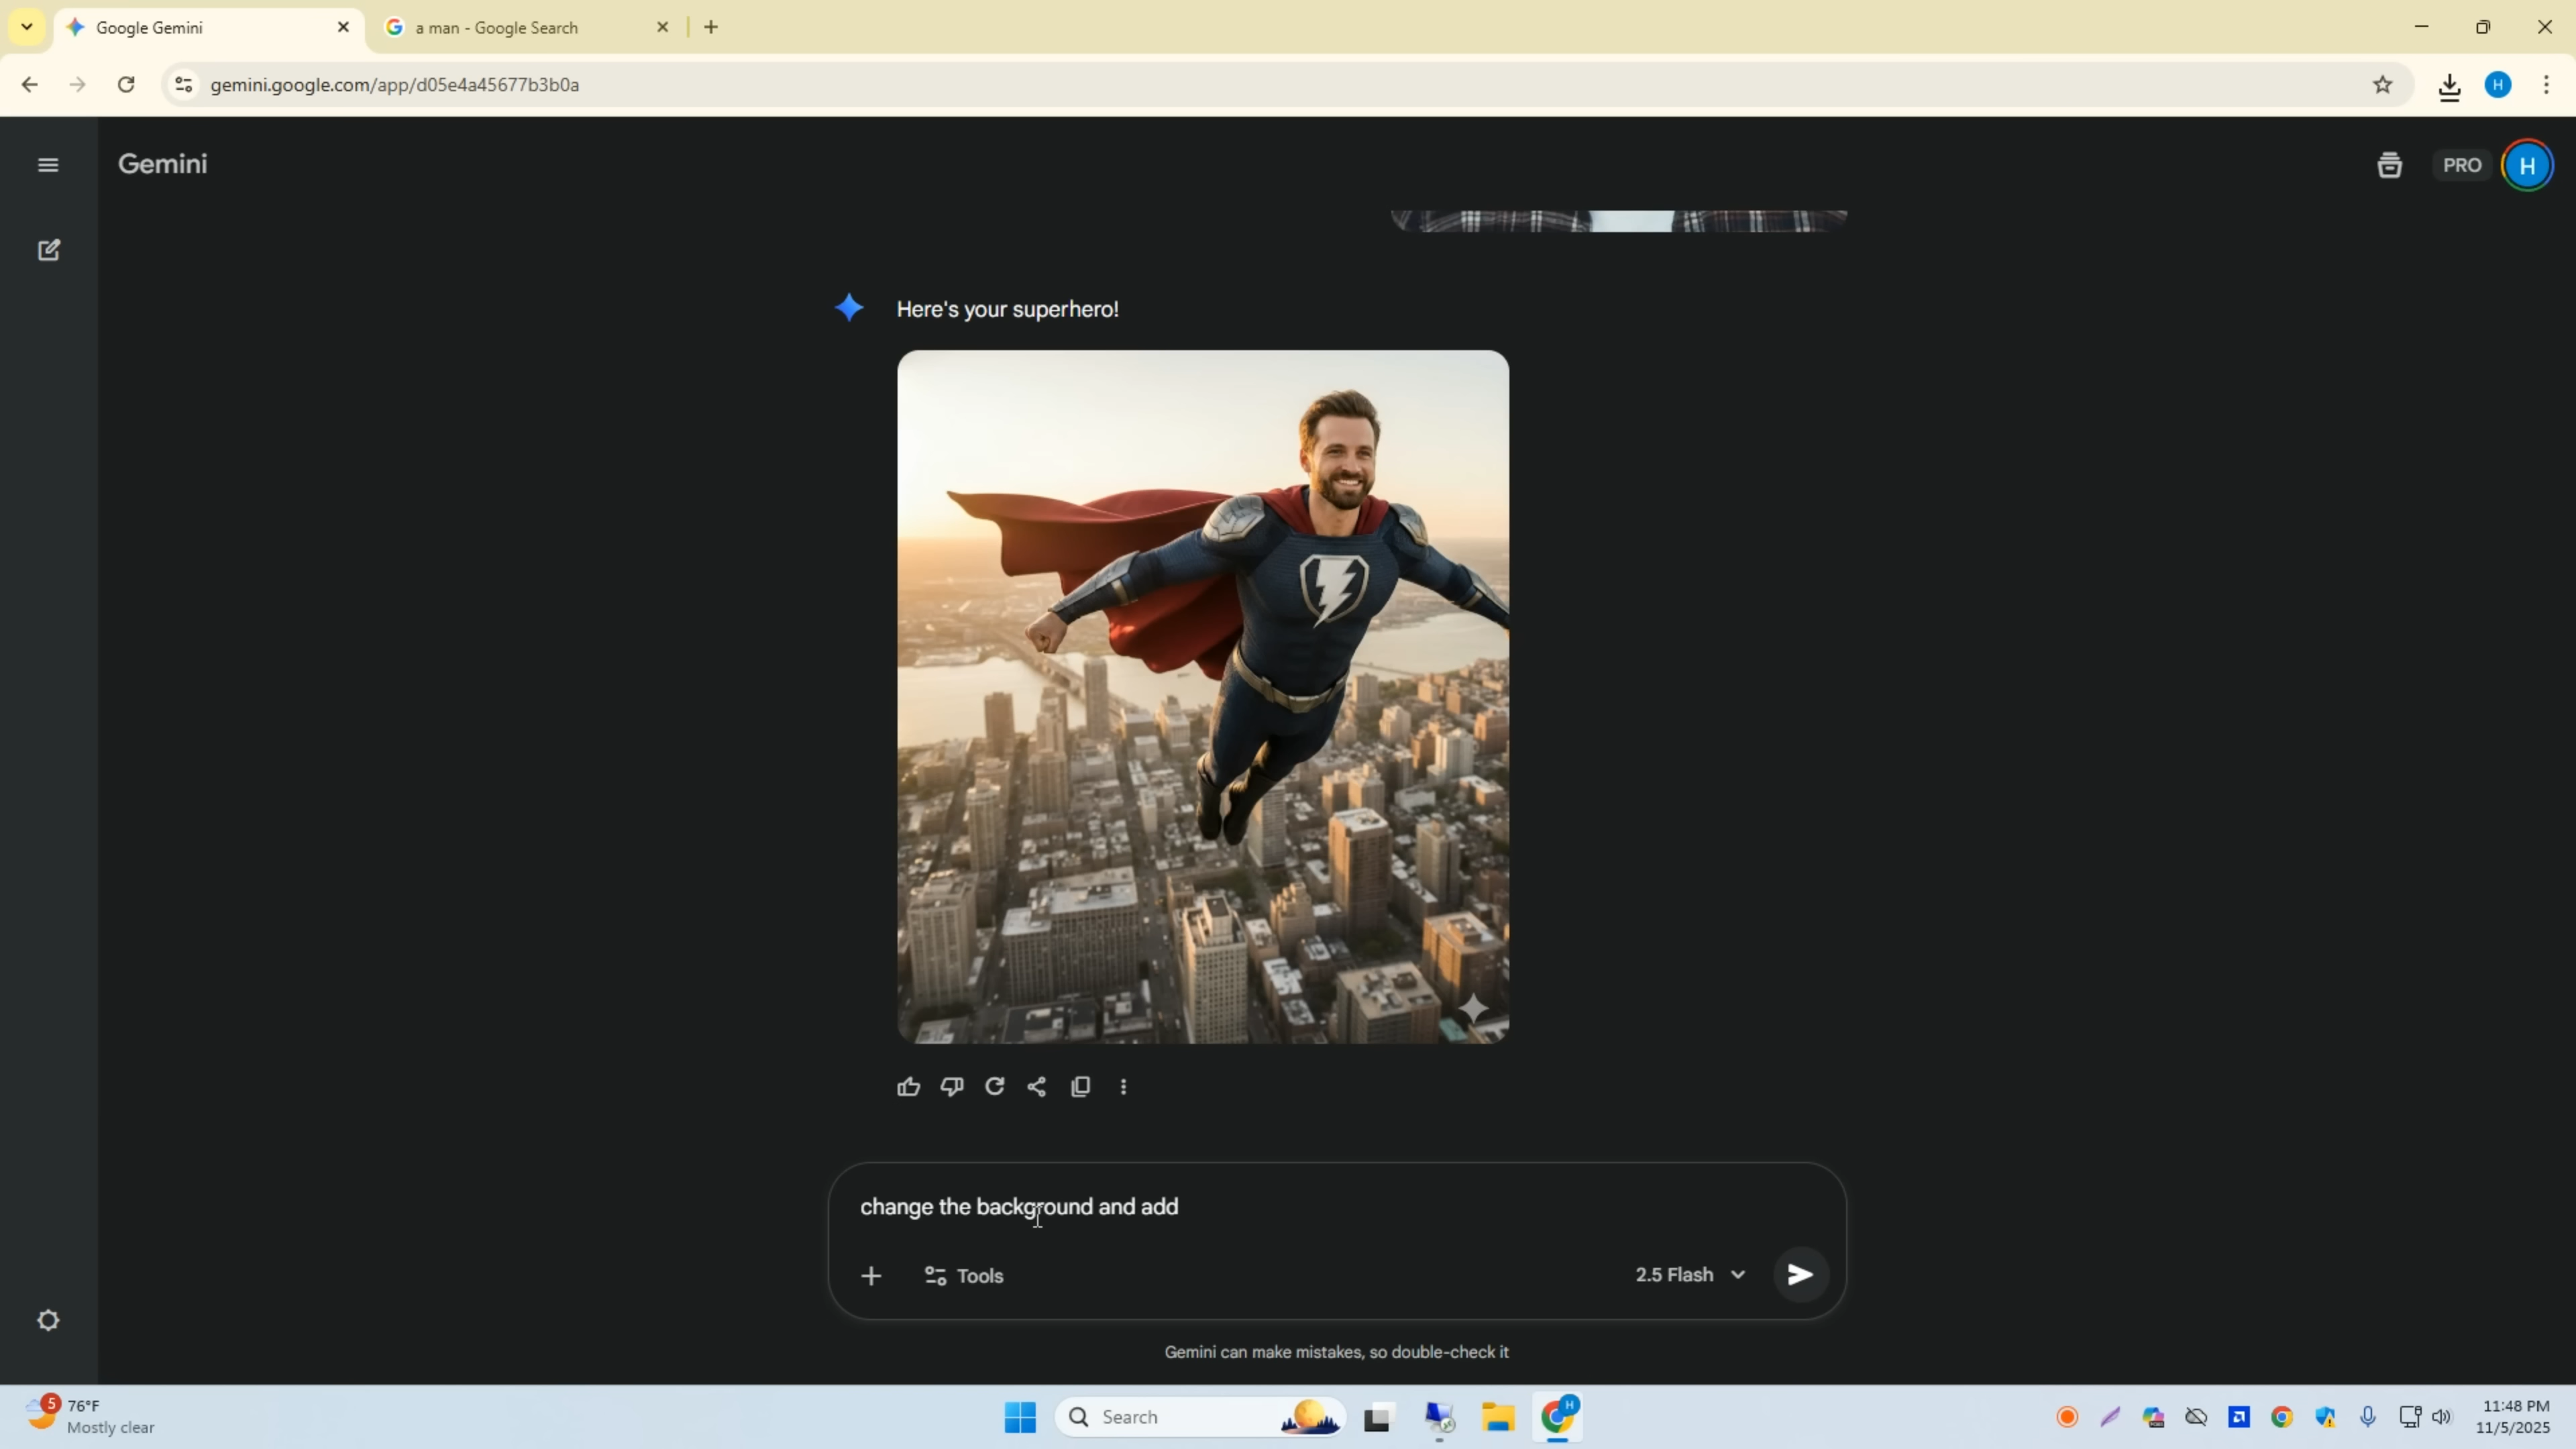 Google Gemini
a man - Google Search
gemini.google.com/app/d05e4a45677b3b0a
H
Gemini
PRO
H
Here's your superhero!
change the background and add
Tools
2.5 Flash
Gemini can make mistakes, so double-check it
5
76°F
Mostly clear
Search
H
11:48 PM
11/5/2025